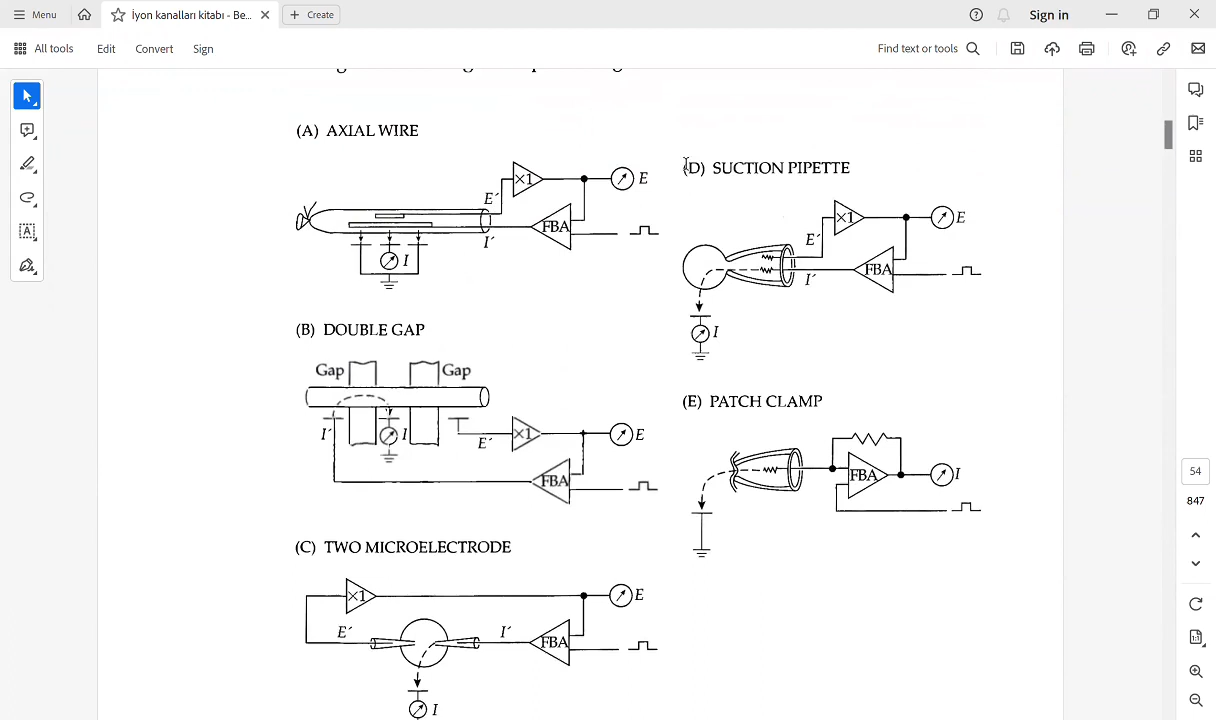 Menu
İyon kanalları kitabı - Be...
Create
Sign in
All tools
Edit
Convert
Sign
Find text or tools
(A) AXIAL WIRE
×1
E
E′
FBA
I′
I
(B) DOUBLE GAP
Gap
Gap
I′
I
E′
×1
E
FBA
(C) TWO MICROELECTRODE
×1
E
E′
I′
FBA
I
(D) SUCTION PIPETTE
×1
E
E′
FBA
I′
I
(E) PATCH CLAMP
FBA
I
54
847
1:1